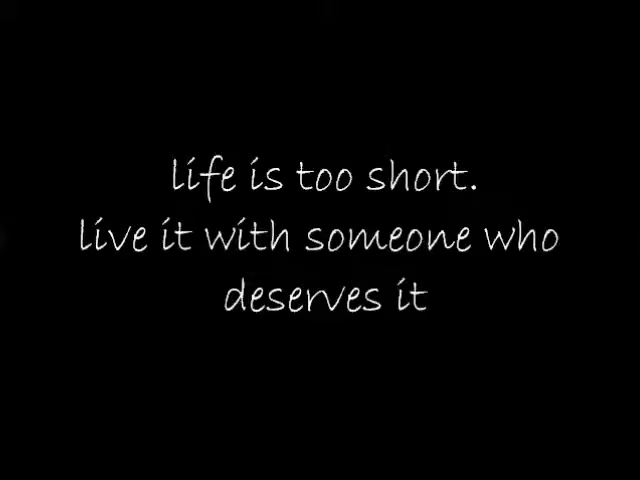 life is too short.
live it with someone who
deserves it